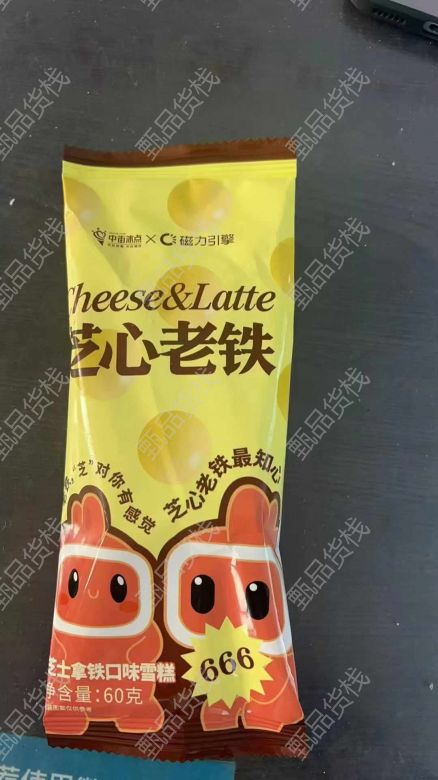 中街冰点 × 磁力引擎
Cheese&Latte
芝心老铁
"芝"对你有感觉
芝心老铁最知心
芝士拿铁口味雪糕
净含量:60克
666
甄品货栈